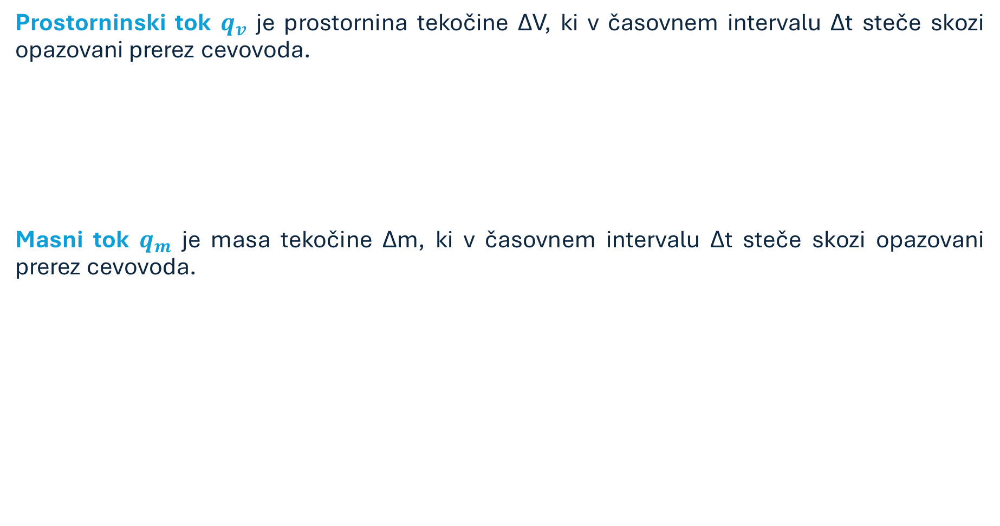 Prostorninski tok qᵥ je prostornina tekočine ΔV, ki v časovnem intervalu Δt steče skozi
opazovani prerez cevovoda.
Masni tok qₘ je masa tekočine Δm, ki v časovnem intervalu Δt steče skozi opazovani
prerez cevovoda.